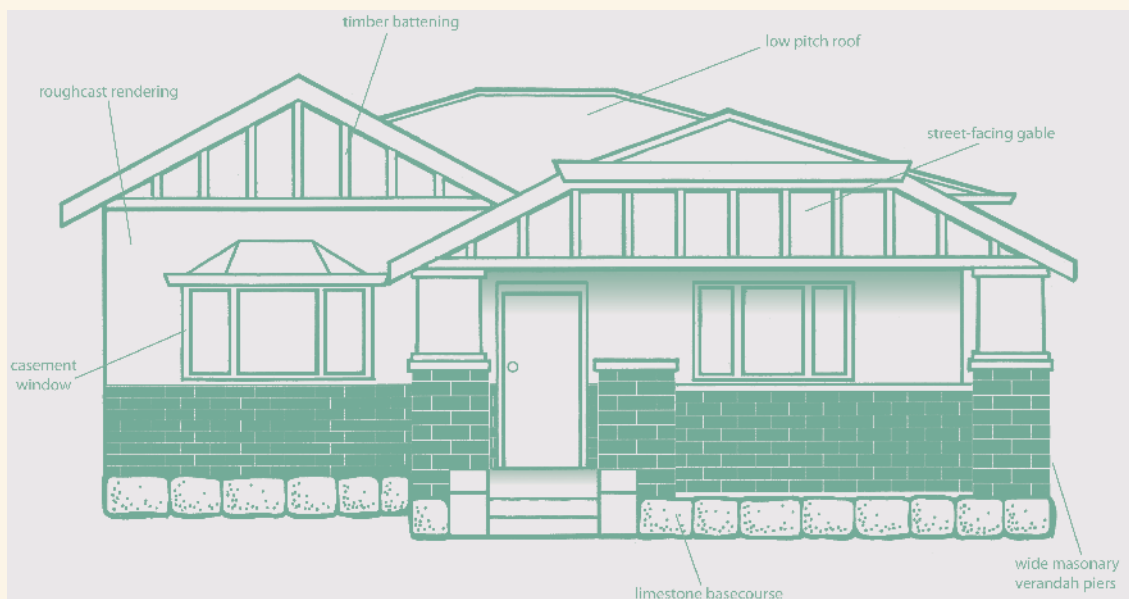 timber battening
low pitch roof
roughcast rendering
street-facing gable
casement
window
wide masonary
verandah piers
limestone basecourse